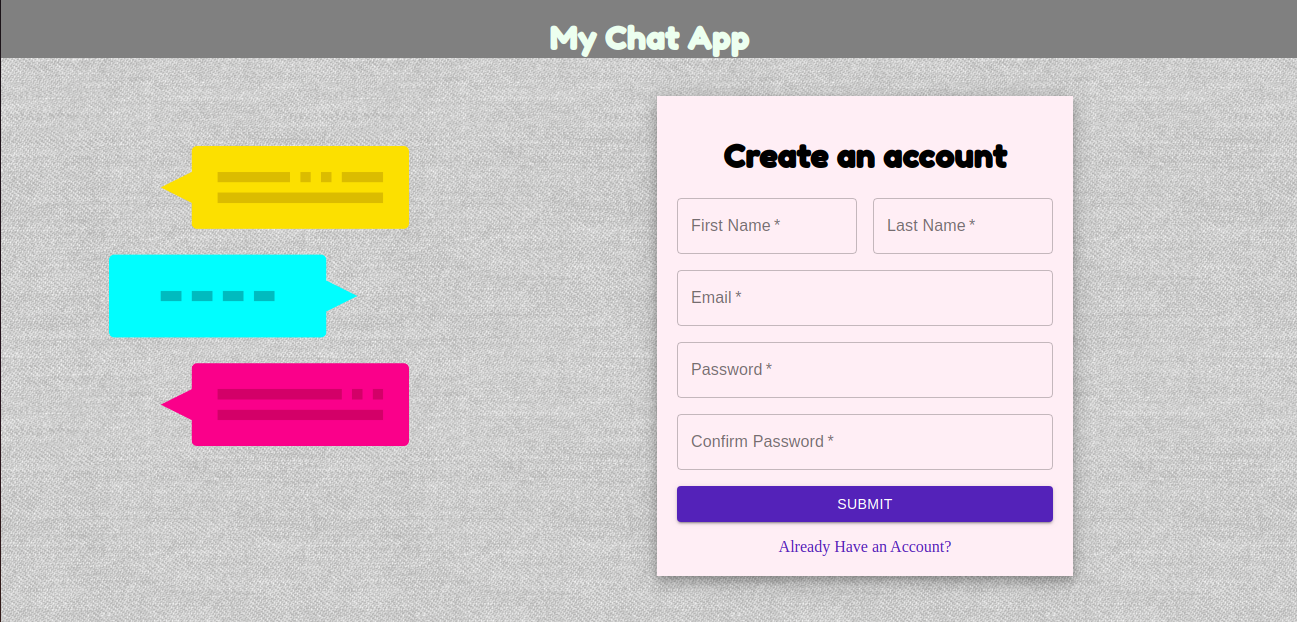 My Chat App
Create an account
First Name *
Last Name *
Email *
Password *
Confirm Password *
SUBMIT
Already Have an Account?